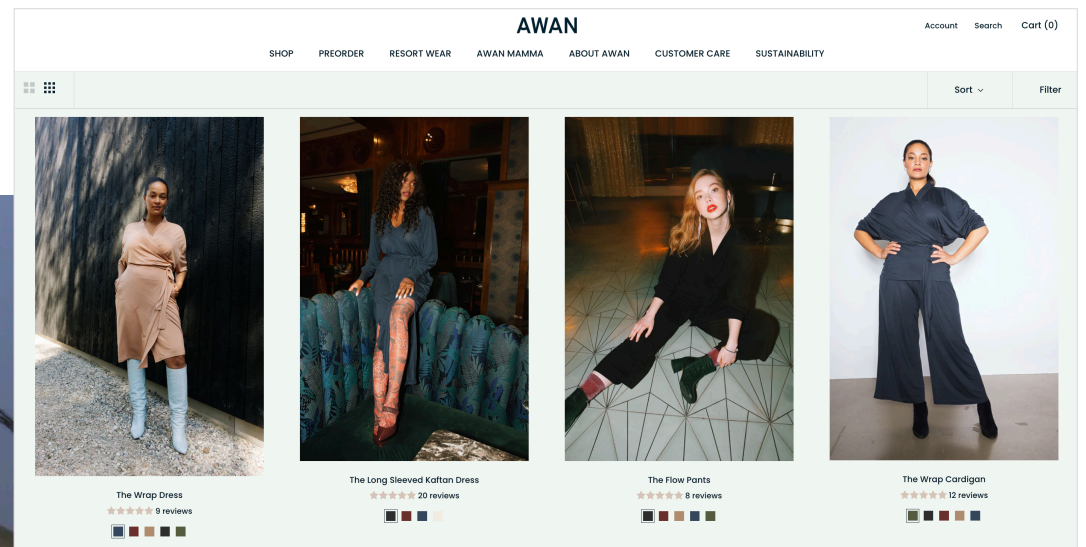 AWAN
Account Search Cart (0)
SHOP PREORDER RESORT WEAR AWAN MAMMA ABOUT AWAN CUSTOMER CARE SUSTAINABILITY
Sort Filter
The Wrap Dress
9 reviews
The Long Sleeved Kaftan Dress
20 reviews
The Flow Pants
8 reviews
The Wrap Cardigan
12 reviews